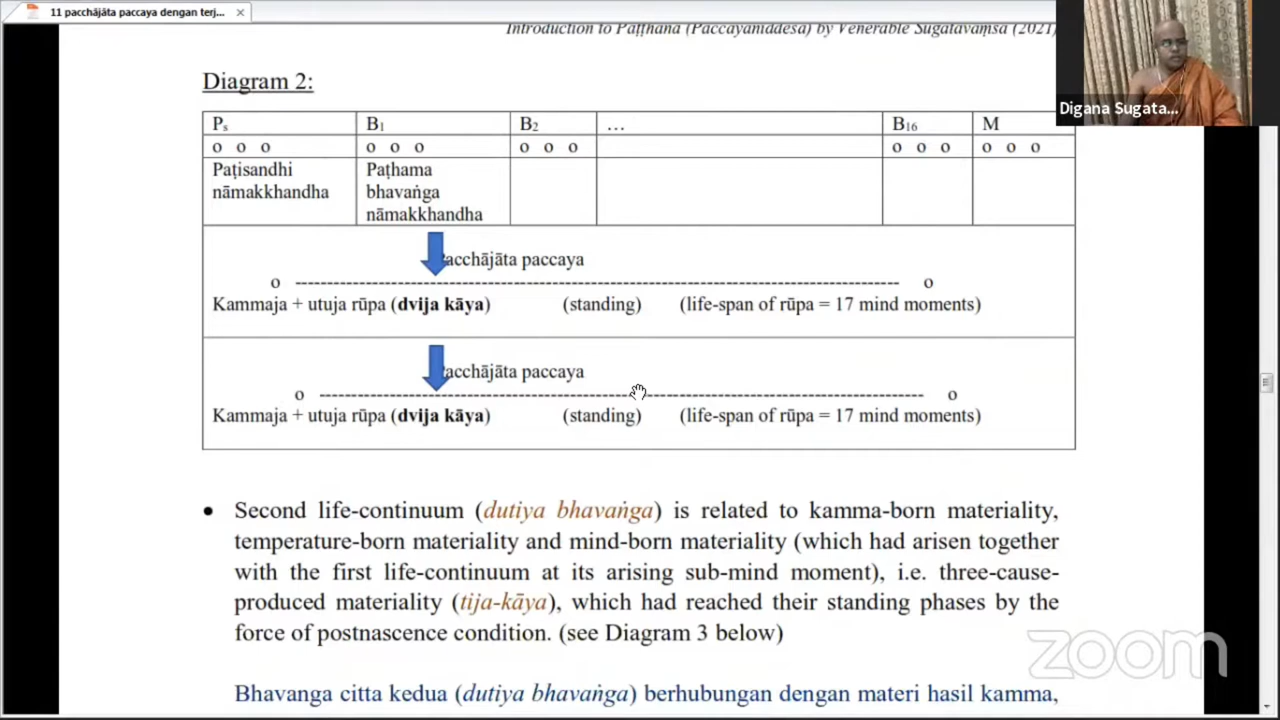 11 pacchājāta paccaya dengan terj...
Introduction to Paṭṭhāna (Paccayaniddesa) by Venerable Sugatavaṃsa (2021)
Digana Sugata...
Diagram 2:
Ps B1 B2 ... B16 M
o o o o o o o o o o o o o o o
Paṭisandhi nāmakkhandha
Paṭhama bhavaṅga nāmakkhandha
acchājāta paccaya
o ------------------------------------------------------------ o
Kammaja + utuja rūpa (dvija kāya) (standing) (life-span of rūpa = 17 mind moments)
acchājāta paccaya
o ------------------------------------------------------------ o
Kammaja + utuja rūpa (dvija kāya) (standing) (life-span of rūpa = 17 mind moments)
• Second life-continuum (dutiya bhavaṅga) is related to kamma-born materiality,
temperature-born materiality and mind-born materiality (which had arisen together
with the first life-continuum at its arising sub-mind moment), i.e. three-cause-
produced materiality (tija-kāya), which had reached their standing phases by the
force of postnascence condition. (see Diagram 3 below)
zoom
Bhavanga citta kedua (dutiya bhavaṅga) berhubungan dengan materi hasil kamma,